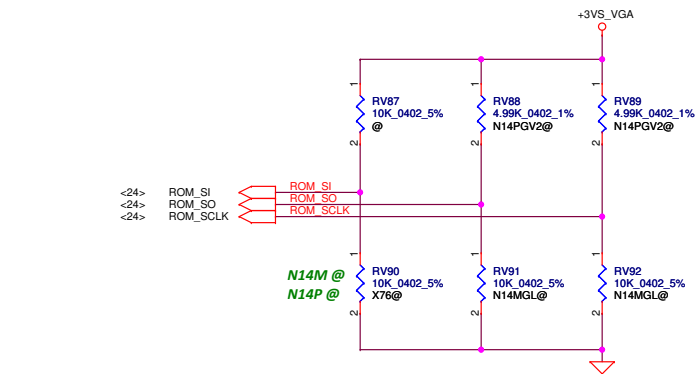 +3VS_VGA
1 1 1
RV87 RV88 RV89
10K_0402_5% 4.99K_0402_1% 4.99K_0402_1%
@ N14PGV2@ N14PGV2@
2 2 2
<24> ROM_SI ROM_SI
<24> ROM_SO ROM_SO
<24> ROM_SCLK ROM_SCLK
1 1 1
N14M @ RV90 RV91 RV92
10K_0402_5% 10K_0402_5% 10K_0402_5%
N14P @ X76@ N14MGL@ N14MGL@
2 2 2